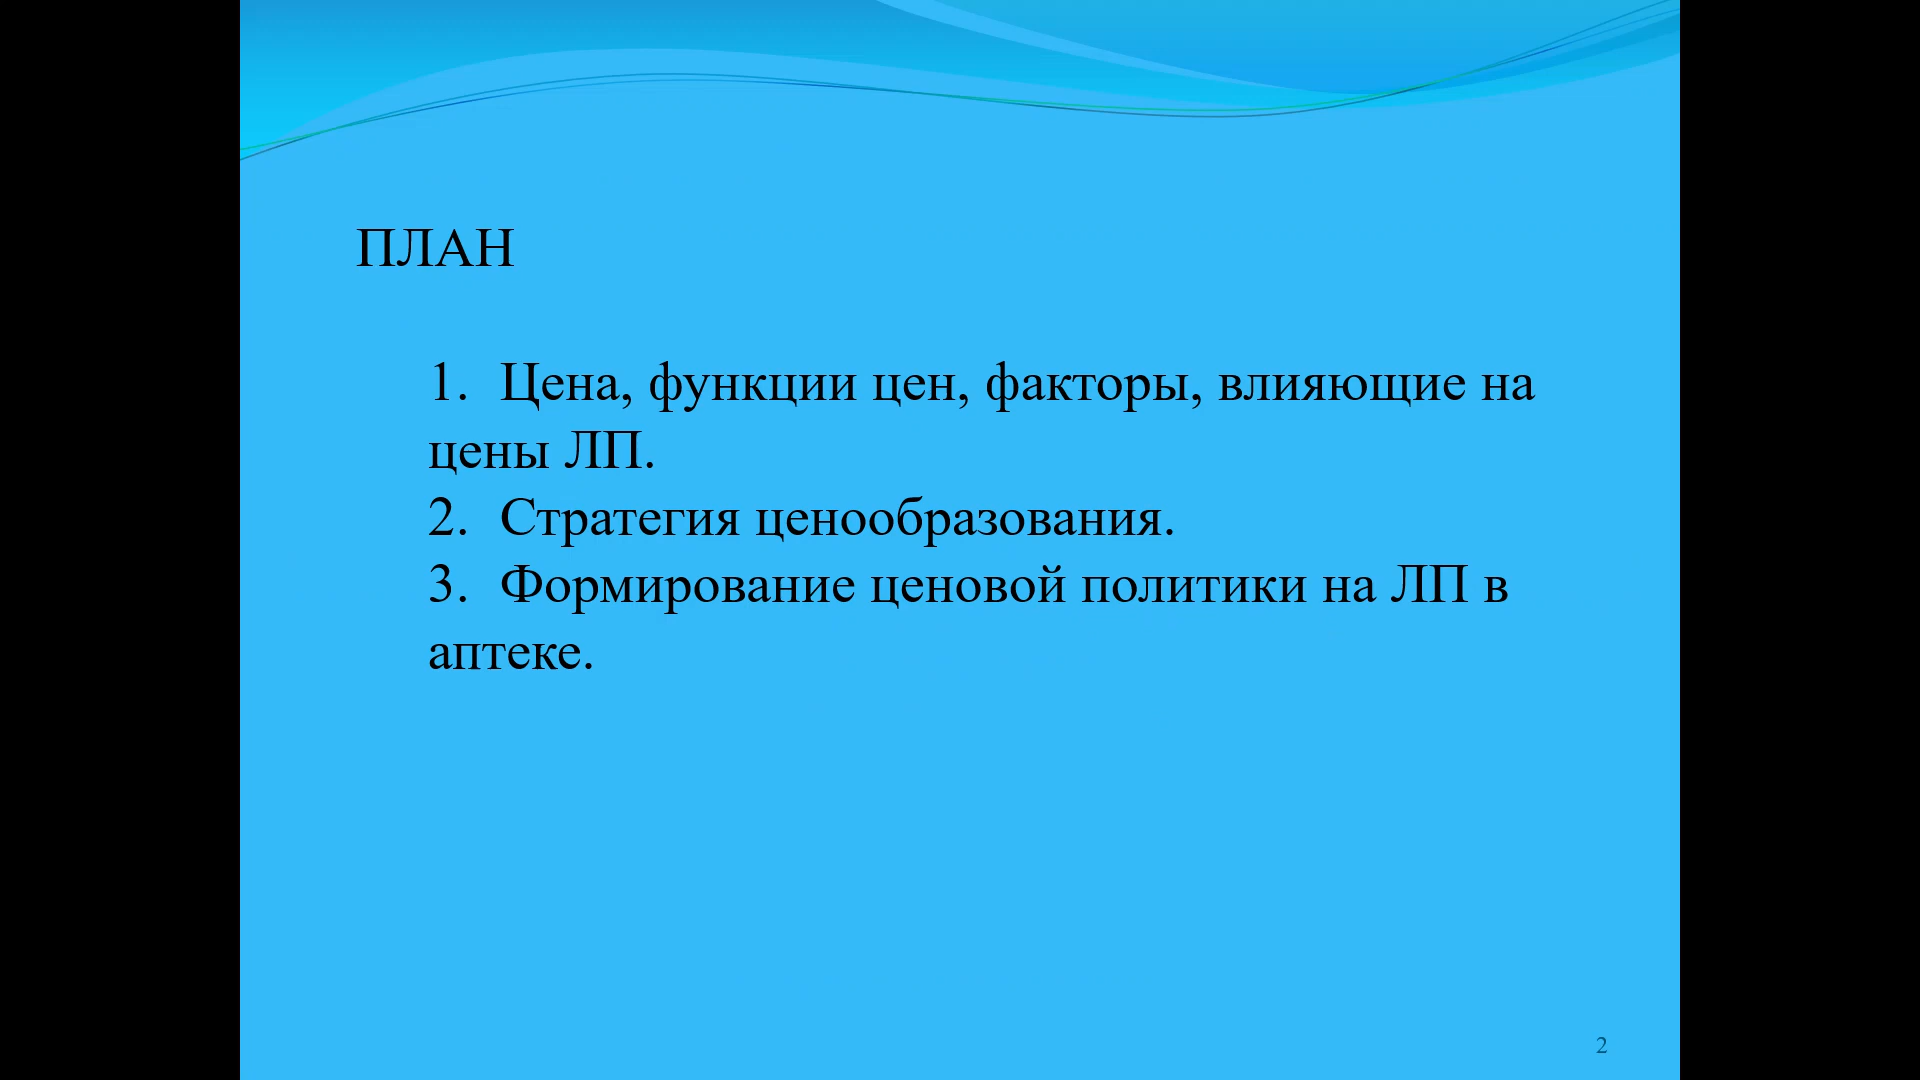 ПЛАН
1. Цена, функции цен, факторы, влияющие на
цены ЛП.
2. Стратегия ценообразования.
3. Формирование ценовой политики на ЛП в
аптеке.
2